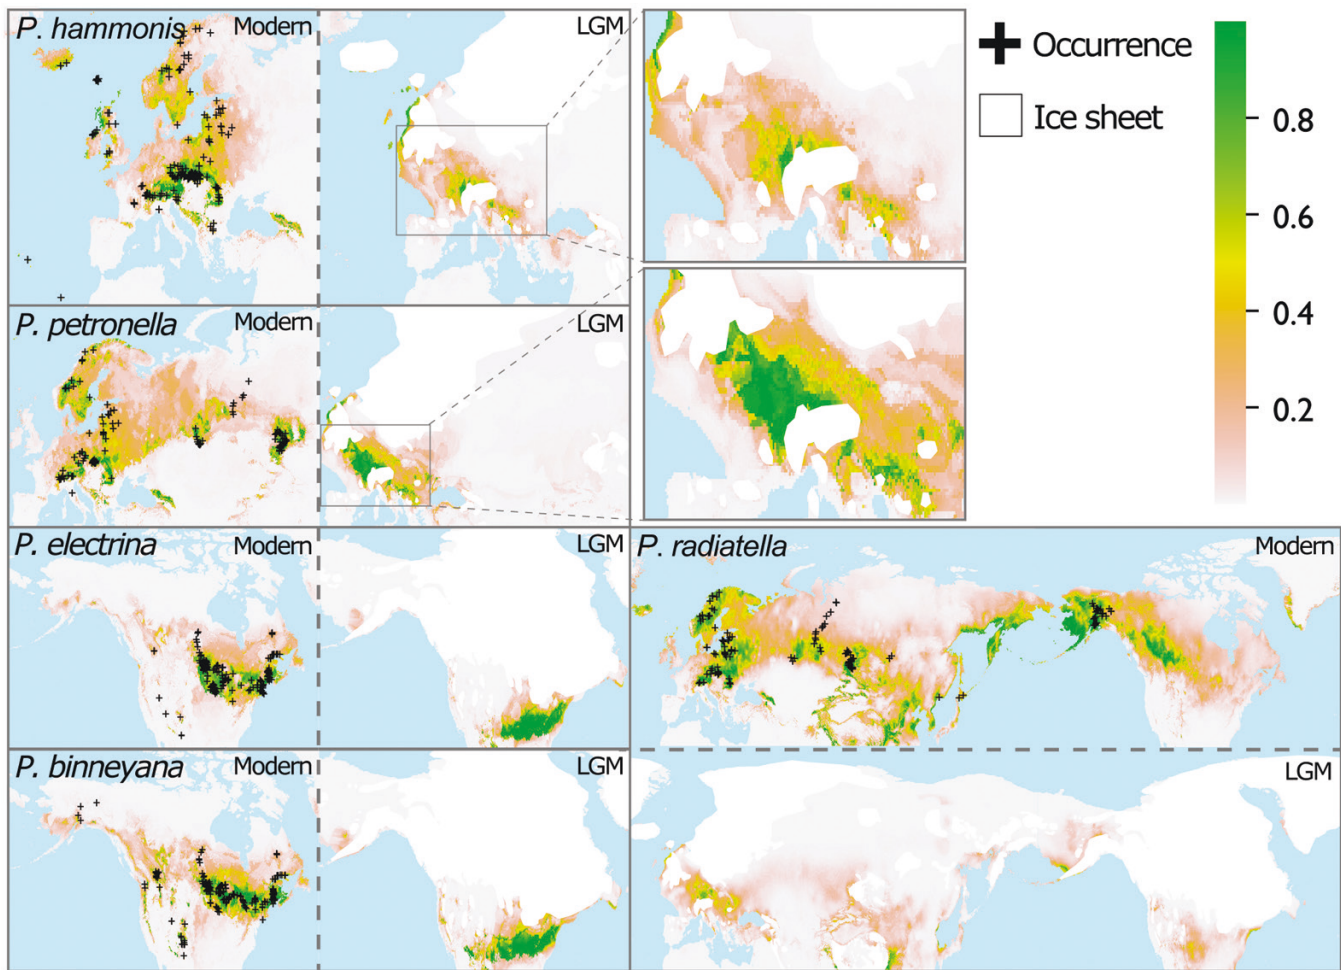 P. hammonis Modern
LGM
Occurrence
Ice sheet
0.8
0.6
0.4
0.2
P. petronella Modern
LGM
P. electrina Modern
LGM
P. radiatella Modern
P. binneyana Modern
LGM
LGM